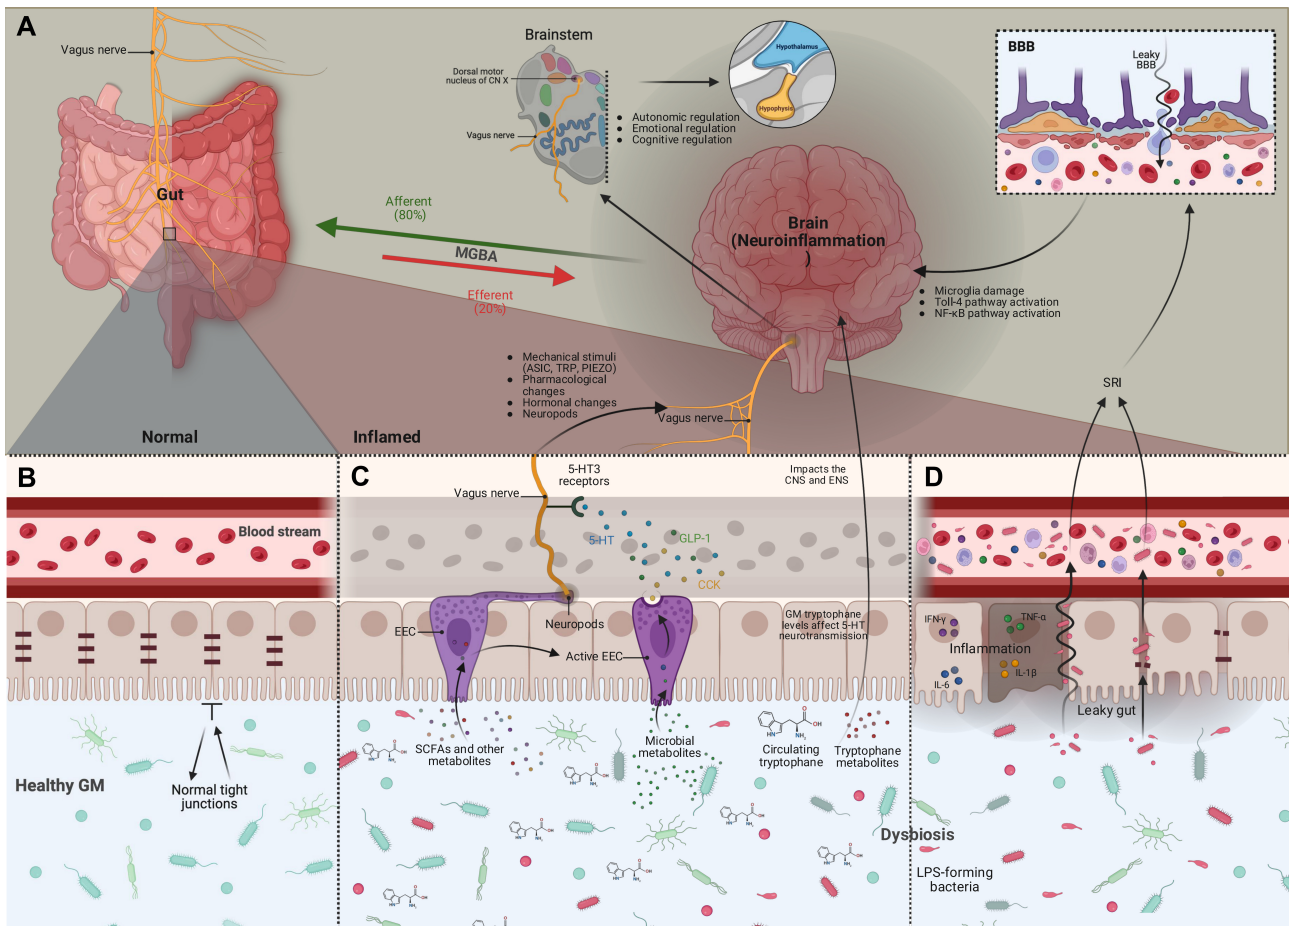 A
Vagus nerve
Gut
Normal
Inflamed
Afferent
(80%)
MGBA
Efferent
(20%)
Brainstem
Dorsal motor
nucleus of CN X
Vagus nerve
Hypothalamus
Hypophysis
• Autonomic regulation
• Emotional regulation
• Cognitive regulation
Brain
(Neuroinflammation
)
BBB
Leaky
BBB
• Microglia damage
• Toll-4 pathway activation
• NF-κB pathway activation
• Mechanical stimuli
(ASIC, TRP, PIEZO)
• Pharmacological
changes
• Hormonal changes
• Neuropods
Vagus nerve
SRI
B
Blood stream
Healthy GM
Normal tight
junctions
C
5-HT3
receptors
Vagus nerve
Impacts the
CNS and ENS
5-HT
GLP-1
CCK
EEC
Neuropods
Active EEC
GM tryptophane
levels affect 5-HT
neurotransmission
SCFAs and other
metabolites
Microbial
metabolites
Circulating
tryptophane
Tryptophane
metabolites
Dysbiosis
D
IFN-γ
TNF-α
Inflammation
IL-6
IL-1β
Leaky gut
LPS-forming
bacteria